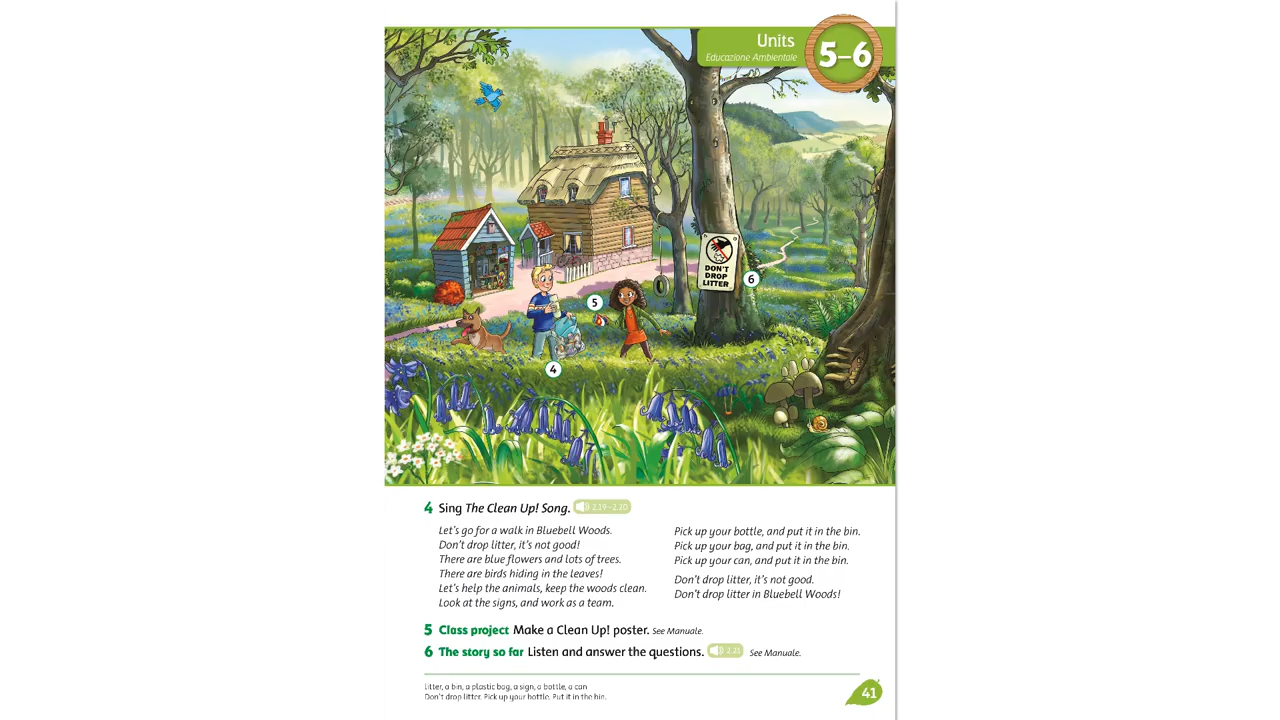 Units
Educazione Ambientale
5–6
DON'T
DROP
LITTER
6
5
4
4 Sing The Clean Up! Song. 2.19–2.20
Let's go for a walk in Bluebell Woods.
Don't drop litter, it's not good!
There are blue flowers and lots of trees.
There are birds hiding in the leaves!
Let's help the animals, keep the woods clean.
Look at the signs, and work as a team.
Pick up your bottle, and put it in the bin.
Pick up your bag, and put it in the bin.
Pick up your can, and put it in the bin.
Don't drop litter, it's not good.
Don't drop litter in Bluebell Woods!
5 Class project Make a Clean Up! poster. See Manuale.
6 The story so far Listen and answer the questions. 2.21 See Manuale.
Litter, a bin, a plastic bag, a sign, a bottle, a can
Don't drop litter. Pick up your bottle. Put it in the bin.
41